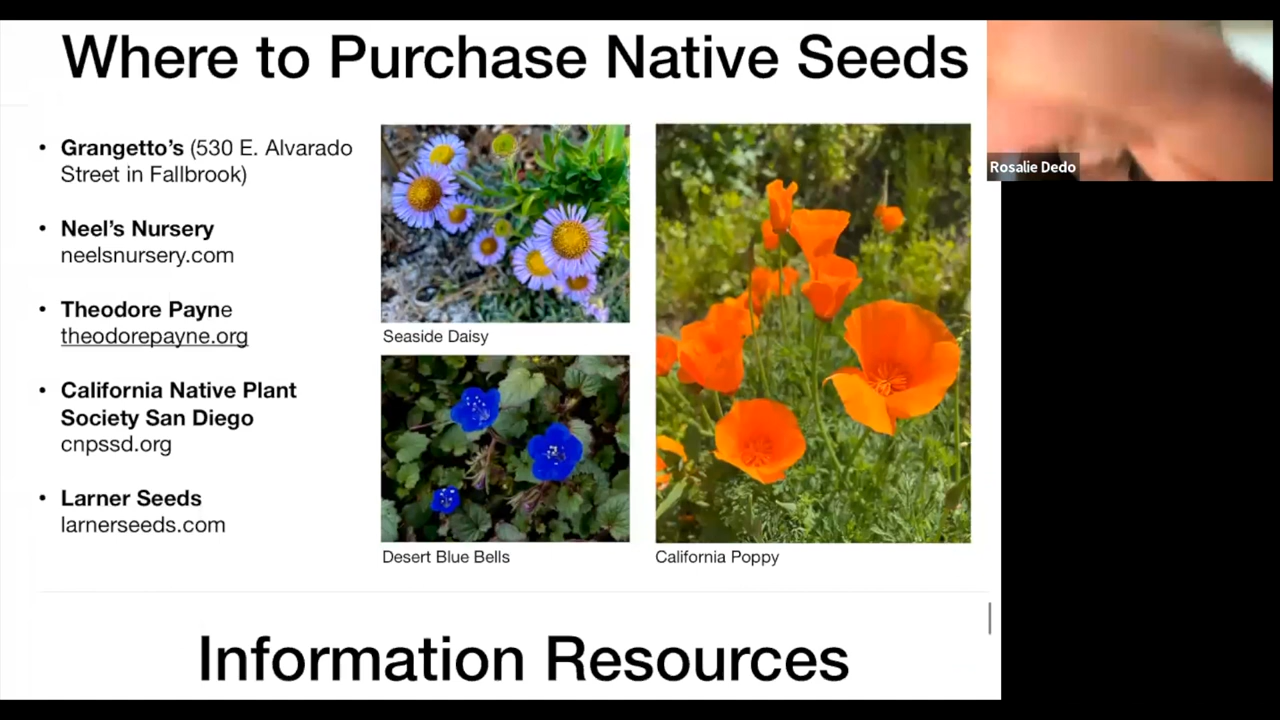 Where to Purchase Native Seeds
• Grangetto's (530 E. Alvarado
Street in Fallbrook)
• Neel's Nursery
neelsnursery.com
• Theodore Payne
theodorepayne.org
• California Native Plant
Society San Diego
cnpssd.org
• Larner Seeds
larnerseeds.com
Seaside Daisy
Desert Blue Bells
California Poppy
Rosalie Dedo
Information Resources